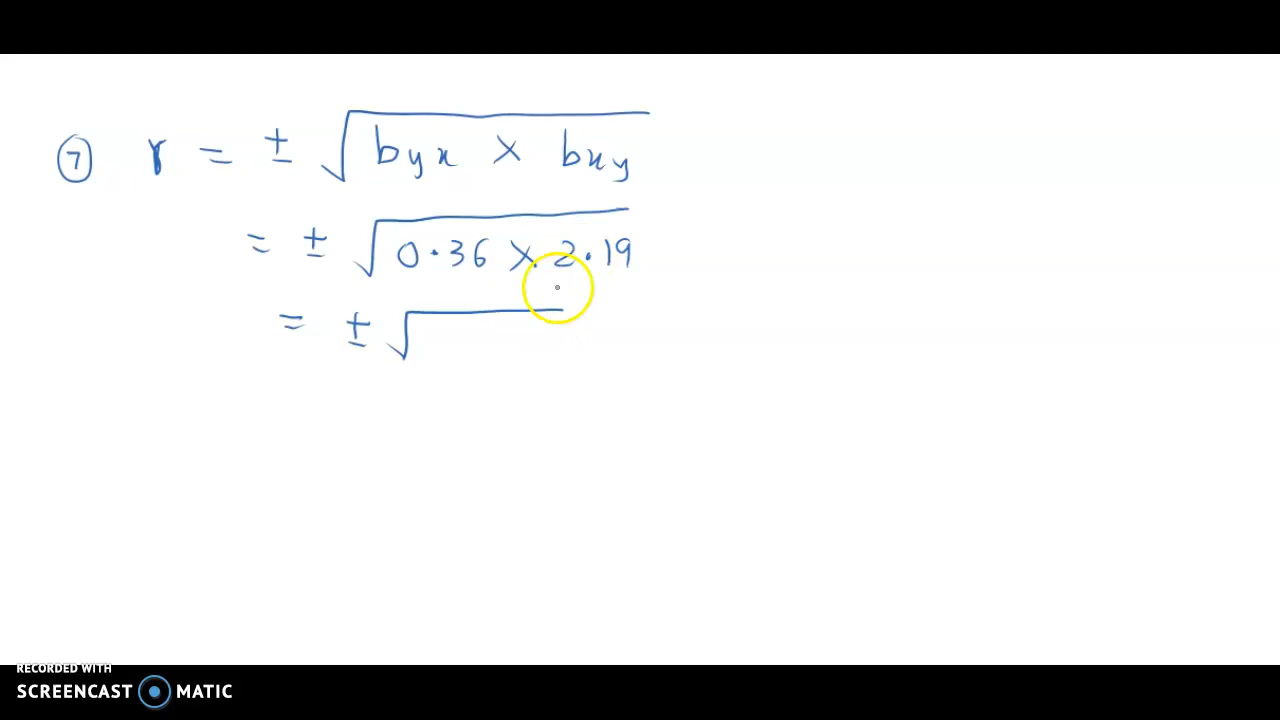 ⑦ r = ± √byx × bxy
= ± √0.36 × 2.19
= ± √
RECORDED WITH
SCREENCAST MATIC